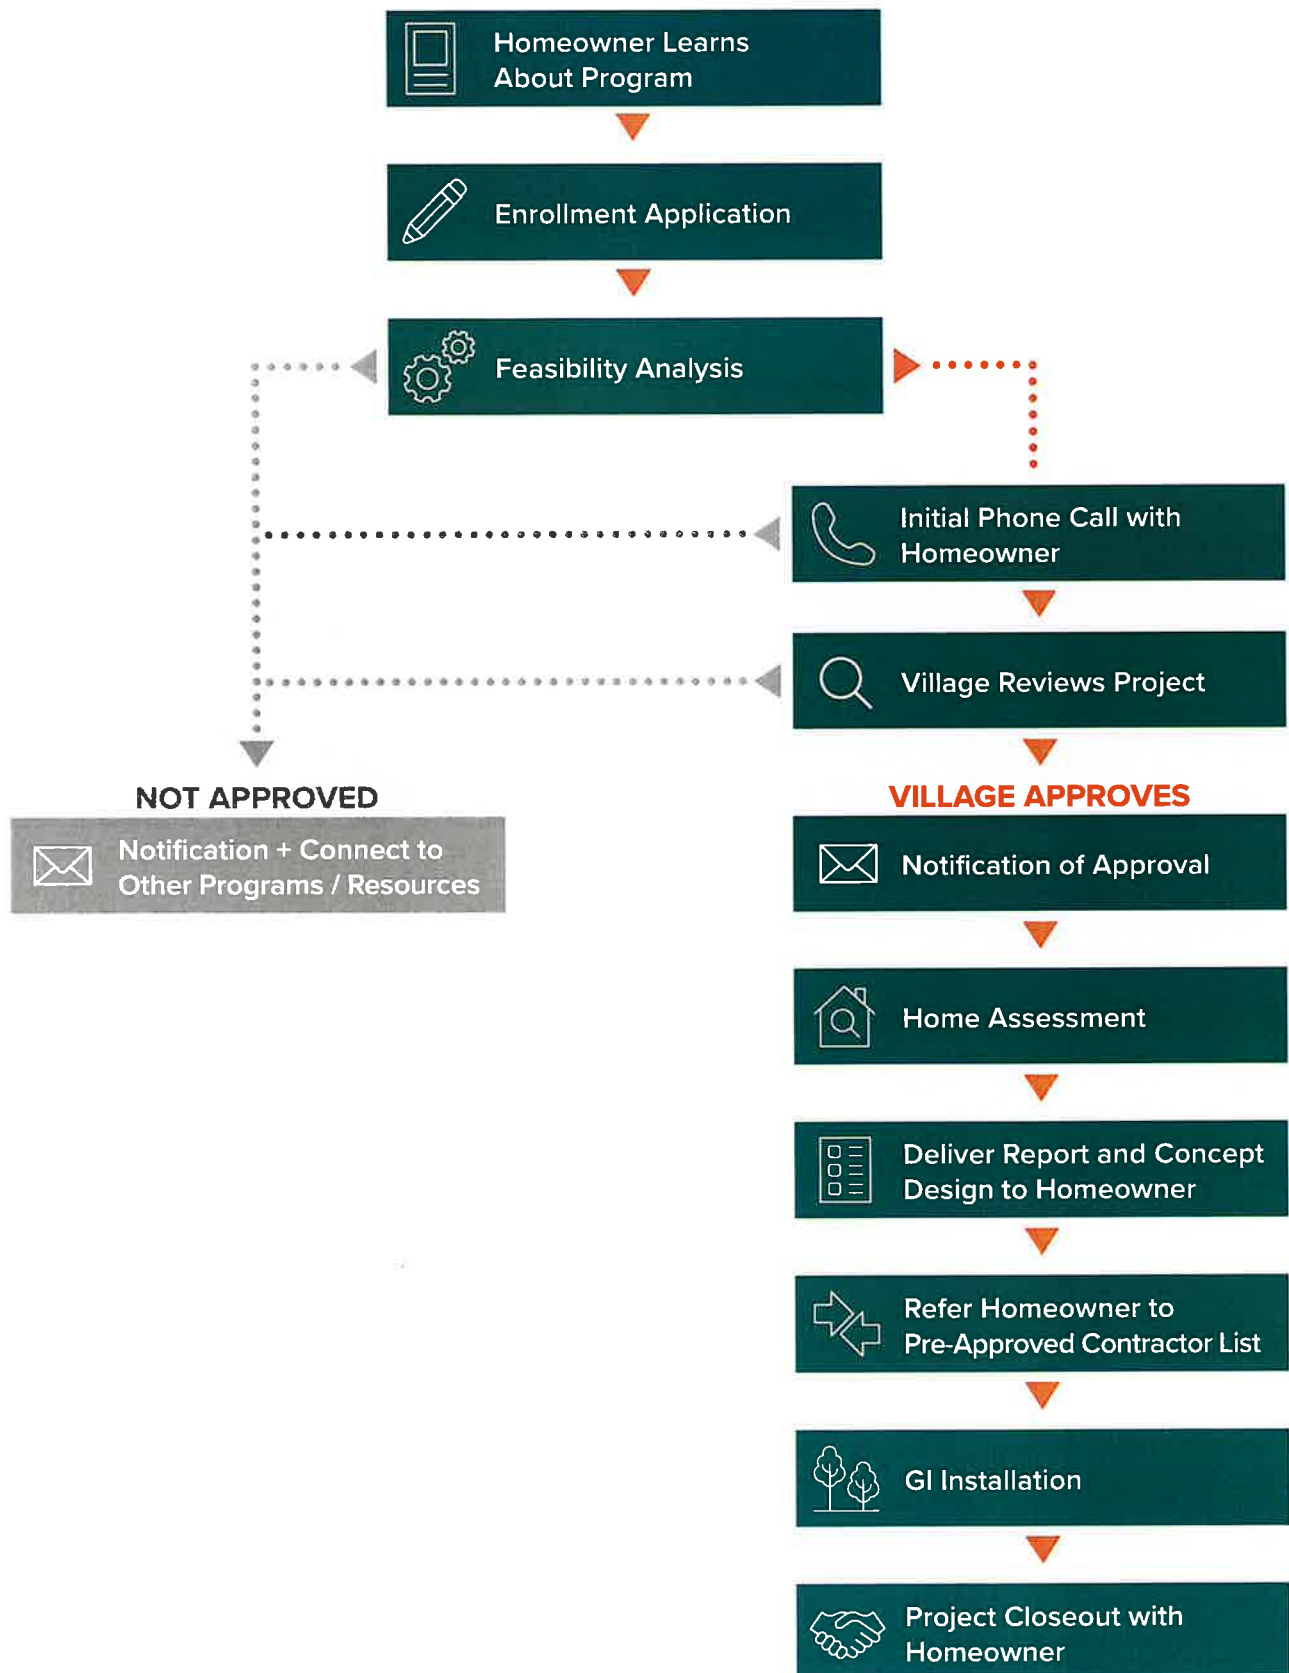 Homeowner Learns
About Program
Enrollment Application
Feasibility Analysis
Initial Phone Call with
Homeowner
Village Reviews Project
NOT APPROVED
Notification + Connect to
Other Programs / Resources
VILLAGE APPROVES
Notification of Approval
Home Assessment
Deliver Report and Concept
Design to Homeowner
Refer Homeowner to
Pre-Approved Contractor List
GI Installation
Project Closeout with
Homeowner